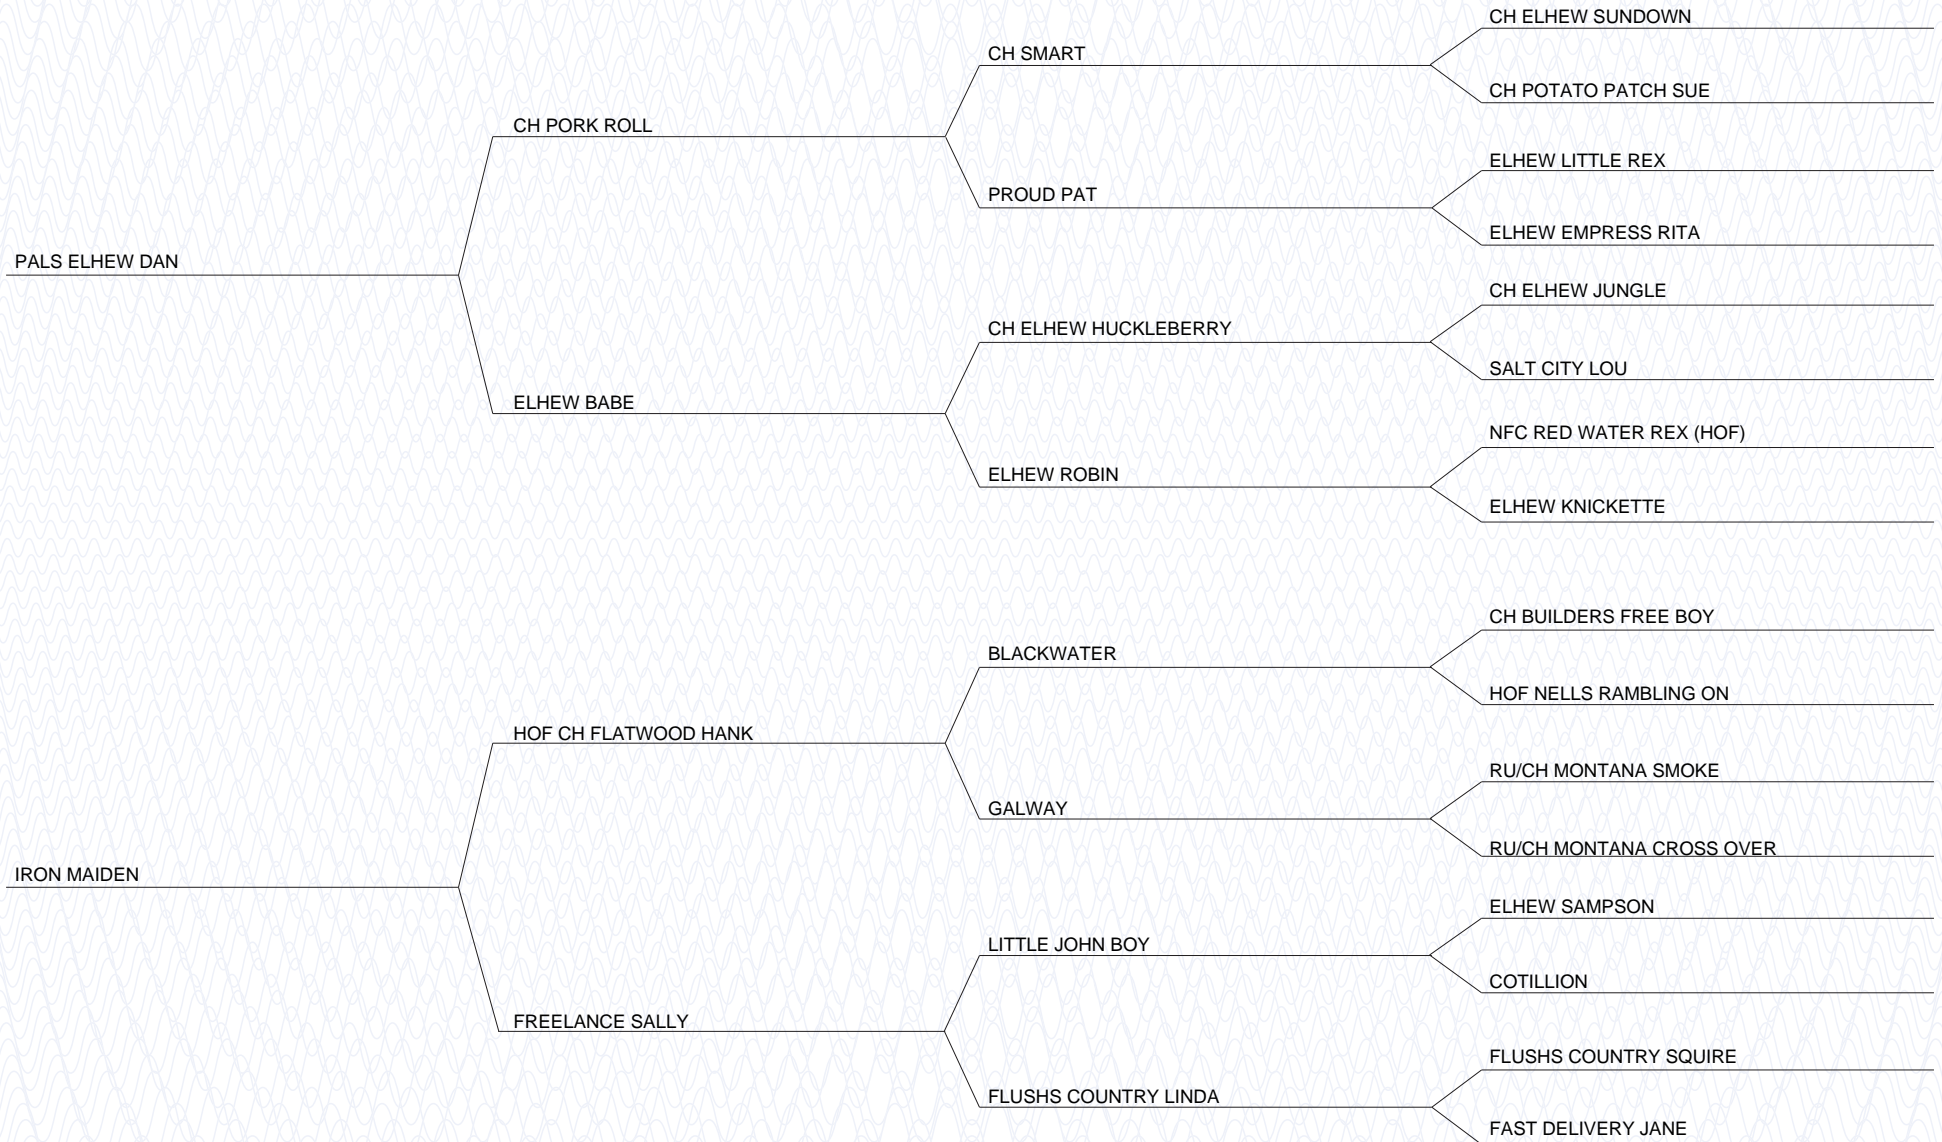 CH ELHEW SUNDOWN
CH SMART
CH POTATO PATCH SUE
CH PORK ROLL
ELHEW LITTLE REX
PROUD PAT
ELHEW EMPRESS RITA
PALS ELHEW DAN
CH ELHEW JUNGLE
CH ELHEW HUCKLEBERRY
SALT CITY LOU
ELHEW BABE
NFC RED WATER REX (HOF)
ELHEW ROBIN
ELHEW KNICKETTE
CH BUILDERS FREE BOY
BLACKWATER
HOF NELLS RAMBLING ON
HOF CH FLATWOOD HANK
RU/CH MONTANA SMOKE
GALWAY
RU/CH MONTANA CROSS OVER
IRON MAIDEN
ELHEW SAMPSON
LITTLE JOHN BOY
COTILLION
FREELANCE SALLY
FLUSHS COUNTRY SQUIRE
FLUSHS COUNTRY LINDA
FAST DELIVERY JANE